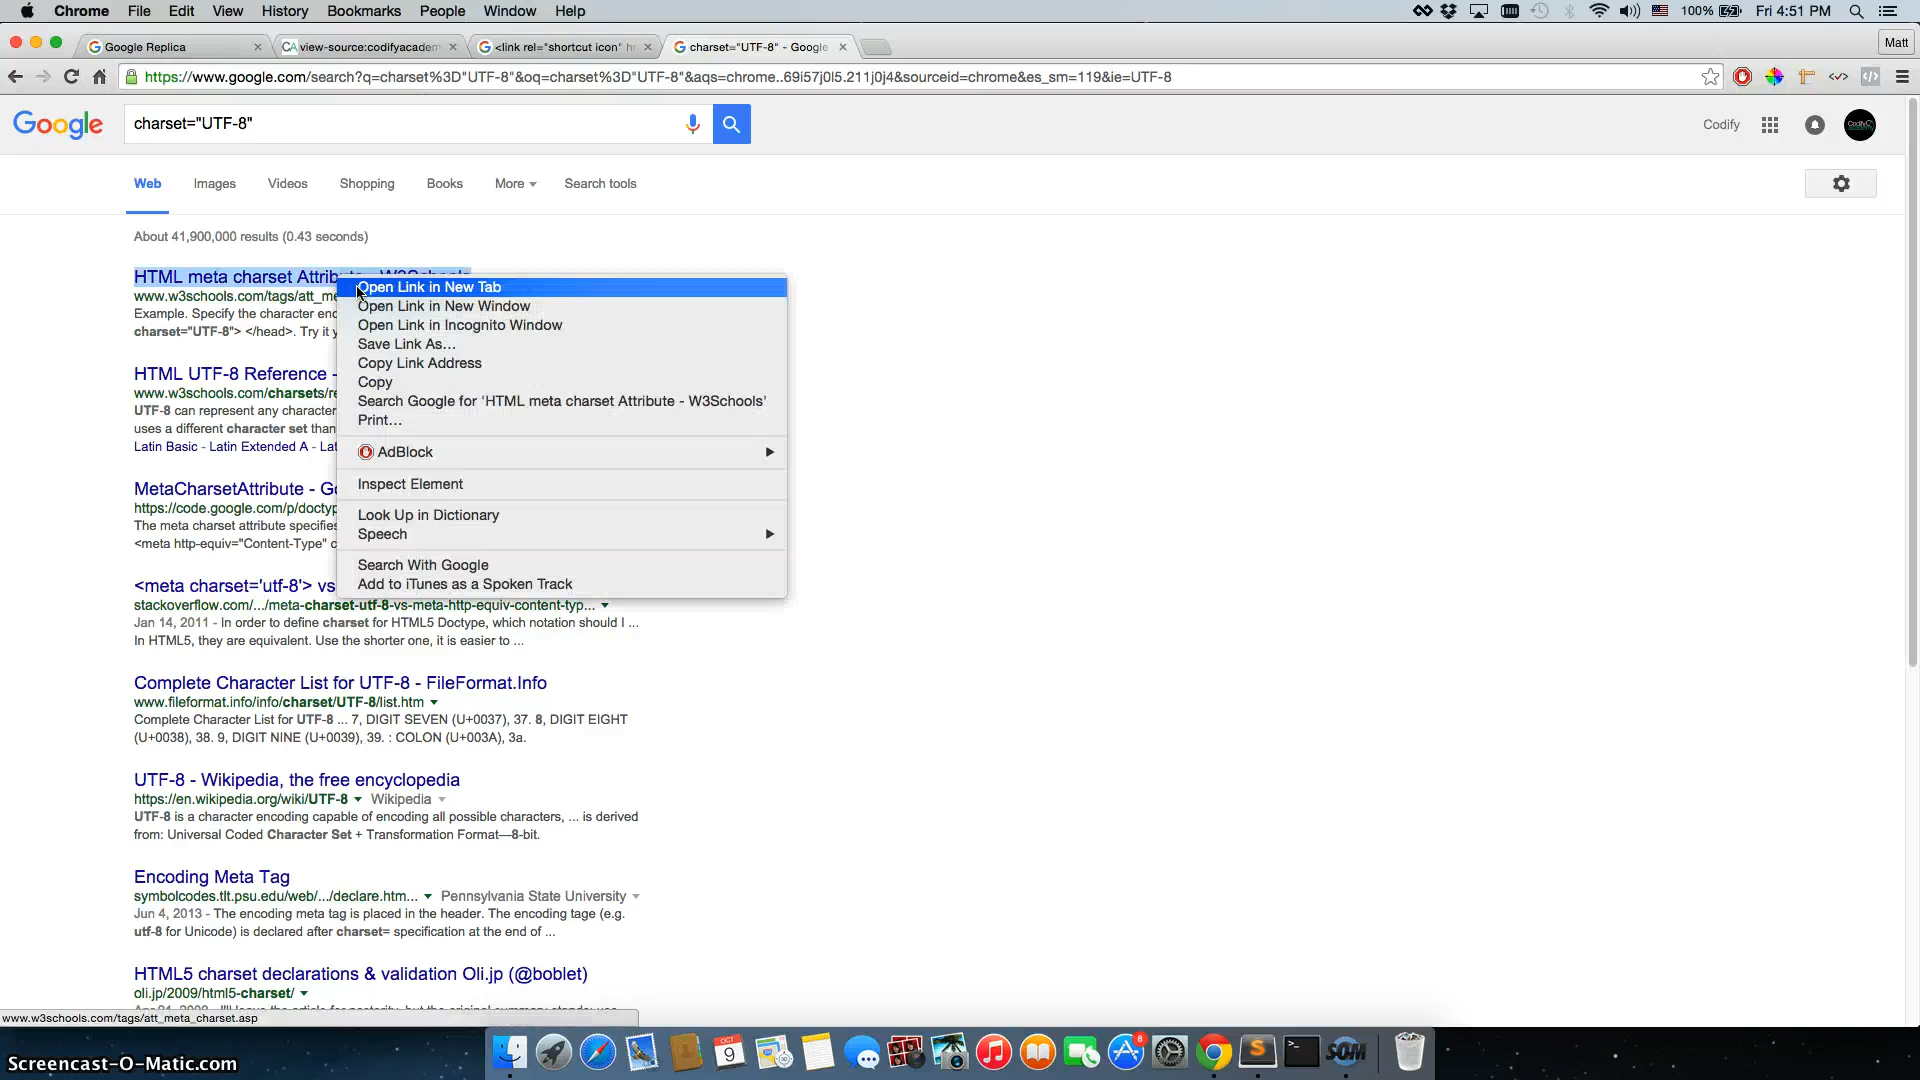 Chrome File Edit View History Bookmarks People Window Help 100% Fri 4:51 PM
Google Replica view-source:codifyacadem <link rel="shortcut icon" h charset="UTF-8" - Google Matt
https://www.google.com/search?q=charset%3D"UTF-8"&oq=charset%3D"UTF-8"&aqs=chrome..69i57j0l5.211j0j4&sourceid=chrome&es_sm=119&ie=UTF-8
Google charset="UTF-8" Codify
Web Images Videos Shopping Books More Search tools
About 41,900,000 results (0.43 seconds)
HTML meta charset Attribute - W3Schools
www.w3schools.com/tags/att_me
Example. Specify the character enc
charset="UTF-8"> </head>. Try it y
HTML UTF-8 Reference -
www.w3schools.com/charsets/re
UTF-8 can represent any character
uses a different character set than
Latin Basic - Latin Extended A - Lat
MetaCharsetAttribute - Go
https://code.google.com/p/doctyp
The meta charset attribute specifies
<meta http-equiv="Content-Type" c
<meta charset='utf-8'> vs
stackoverflow.com/.../meta-charset-utf-8-vs-meta-http-equiv-content-typ...
Jan 14, 2011 - In order to define charset for HTML5 Doctype, which notation should I ...
In HTML5, they are equivalent. Use the shorter one, it is easier to ...
Complete Character List for UTF-8 - FileFormat.Info
www.fileformat.info/info/charset/UTF-8/list.htm
Complete Character List for UTF-8 ... 7, DIGIT SEVEN (U+0037), 37. 8, DIGIT EIGHT
(U+0038), 38. 9, DIGIT NINE (U+0039), 39. : COLON (U+003A), 3a.
UTF-8 - Wikipedia, the free encyclopedia
https://en.wikipedia.org/wiki/UTF-8 Wikipedia
UTF-8 is a character encoding capable of encoding all possible characters, ... is derived
from: Universal Coded Character Set + Transformation Format—8-bit.
Encoding Meta Tag
symbolcodes.tlt.psu.edu/web/.../declare.htm... Pennsylvania State University
Jun 4, 2013 - The encoding meta tag is placed in the header. The encoding tage (e.g.
utf-8 for Unicode) is declared after charset= specification at the end of ...
HTML5 charset declarations & validation Oli.jp (@boblet)
oli.jp/2009/html5-charset/
Open Link in New Tab
Open Link in New Window
Open Link in Incognito Window
Save Link As...
Copy Link Address
Copy
Search Google for 'HTML meta charset Attribute - W3Schools'
Print...
AdBlock
Inspect Element
Look Up in Dictionary
Speech
Search With Google
Add to iTunes as a Spoken Track
www.w3schools.com/tags/att_meta_charset.asp
OCT
9
8
S
SOM
Screencast-O-Matic.com